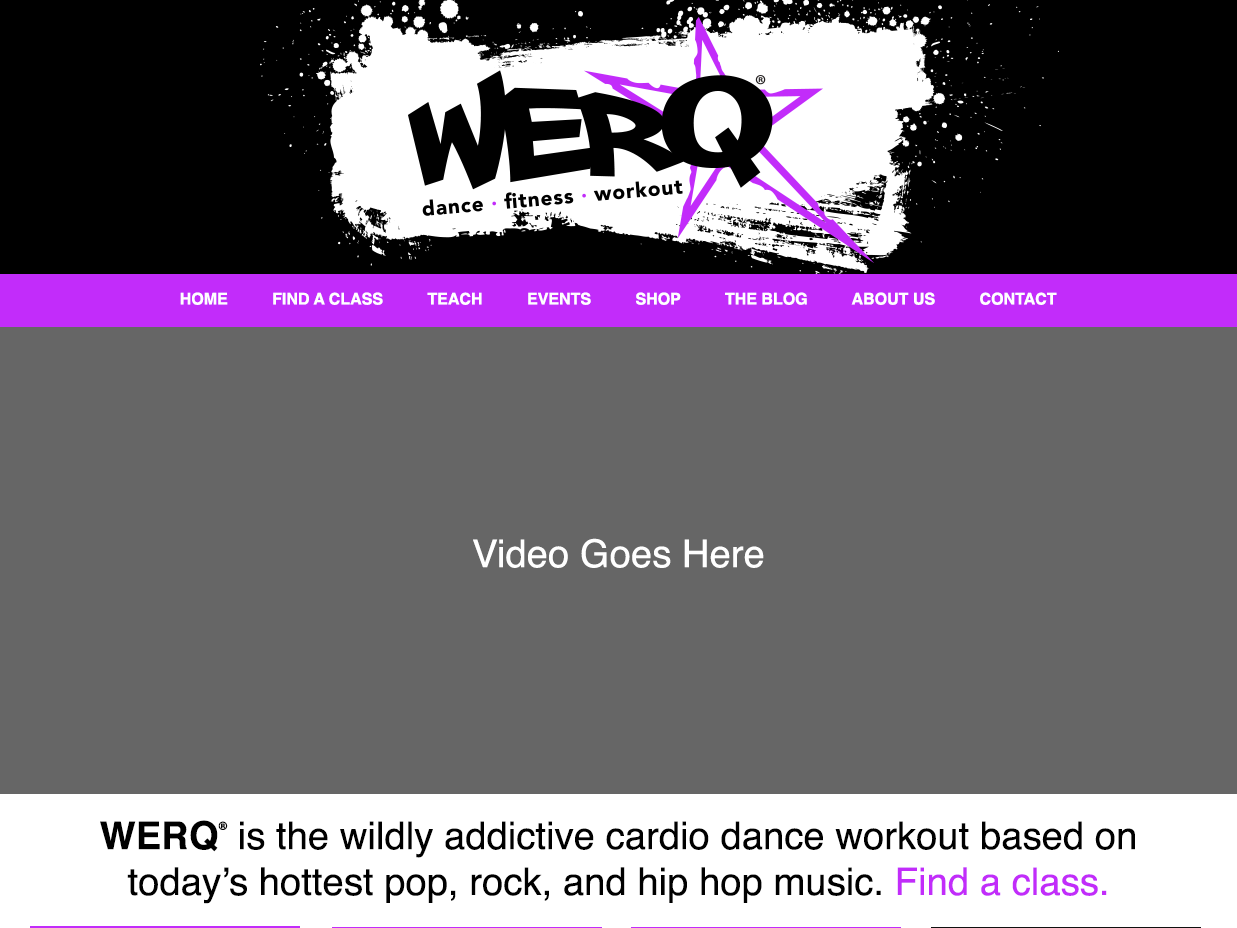 WERQ®
dance · fitness · workout
HOME FIND A CLASS TEACH EVENTS SHOP THE BLOG ABOUT US CONTACT
Video Goes Here
WERQ® is the wildly addictive cardio dance workout based on
today’s hottest pop, rock, and hip hop music. Find a class.